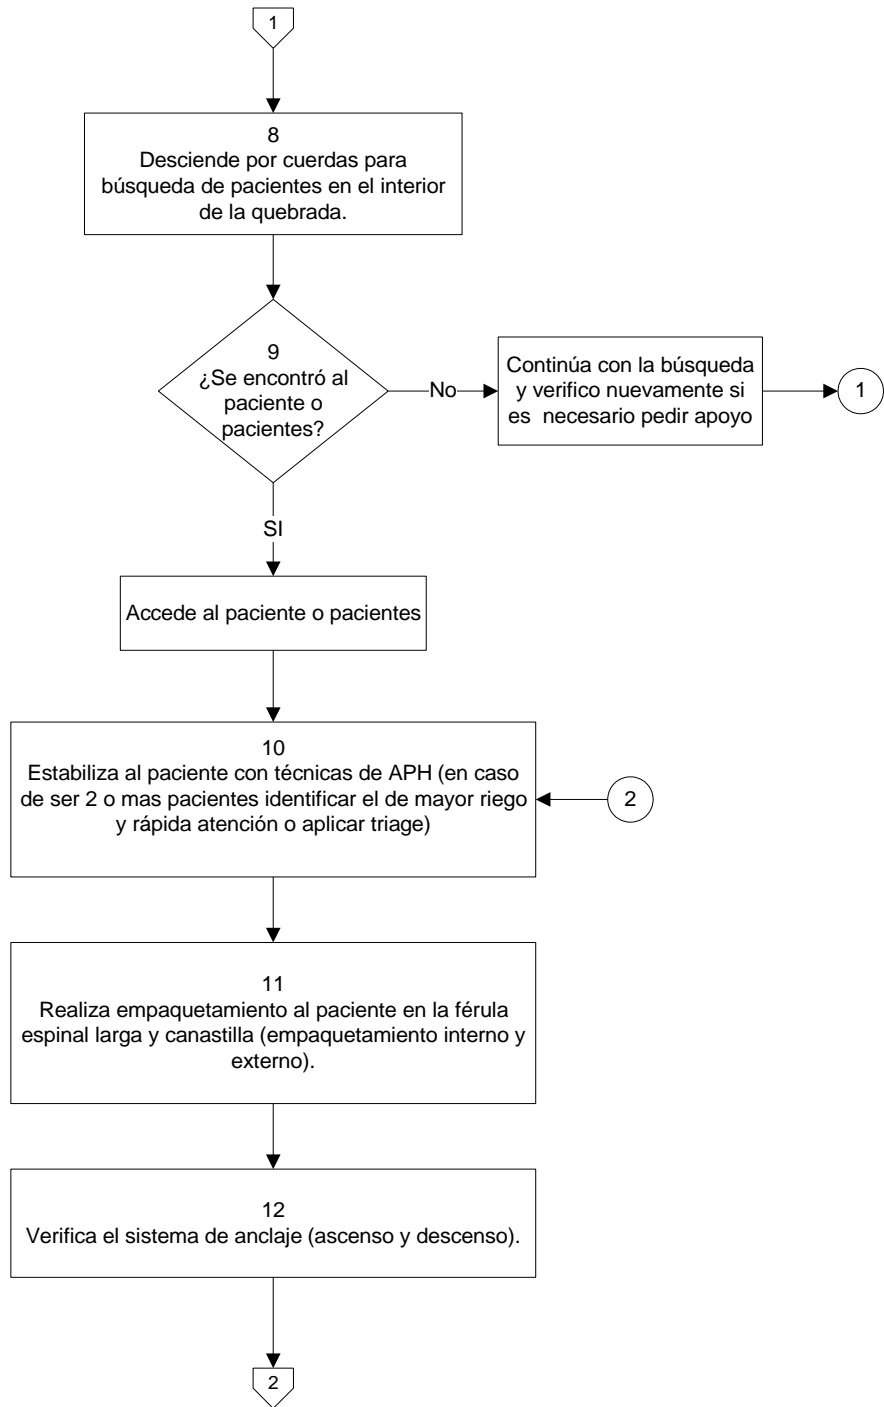 1
8
Desciende por cuerdas para
búsqueda de pacientes en el interior
de la quebrada.
9
¿Se encontró al
paciente o
pacientes?
No
Continúa con la búsqueda
y verifico nuevamente si
es necesario pedir apoyo
1
SI
Accede al paciente o pacientes
10
Estabiliza al paciente con técnicas de APH (en caso
de ser 2 o mas pacientes identificar el de mayor riego
y rápida atención o aplicar triage)
2
11
Realiza empaquetamiento al paciente en la férula
espinal larga y canastilla (empaquetamiento interno y
externo).
12
Verifica el sistema de anclaje (ascenso y descenso).
2